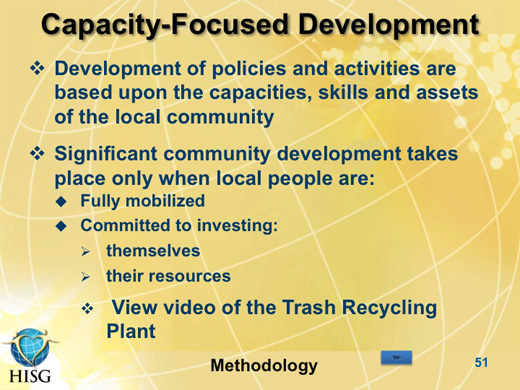 Capacity-Focused Development
❖ Development of policies and activities are
based upon the capacities, skills and assets
of the local community
❖ Significant community development takes
place only when local people are:
◆ Fully mobilized
◆ Committed to investing:
➢ themselves
➢ their resources
❖ View video of the Trash Recycling
Plant
HISG
Methodology
51